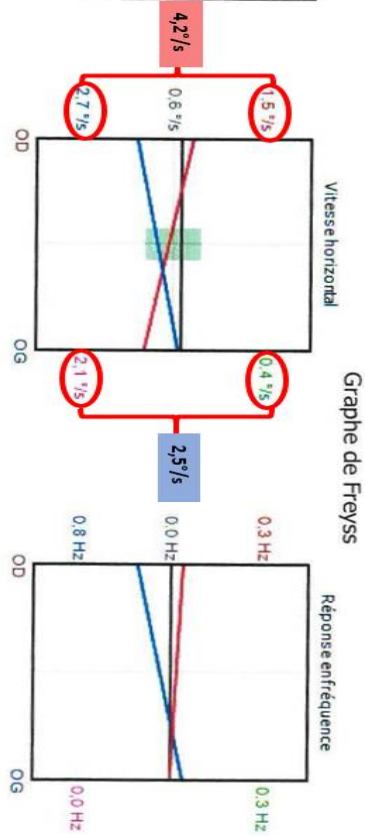 Graphe de Freyss
Vitesse horizontal
Réponse enfréquence
1,5 °/s
0,4 °/s
0,3 Hz
0,3 Hz
4,2°/s
0,6 °/s
2,5°/s
0,0 Hz
2,7 °/s
2,1 °/s
0,8 Hz
0,0 Hz
OD
OG
OD
OG